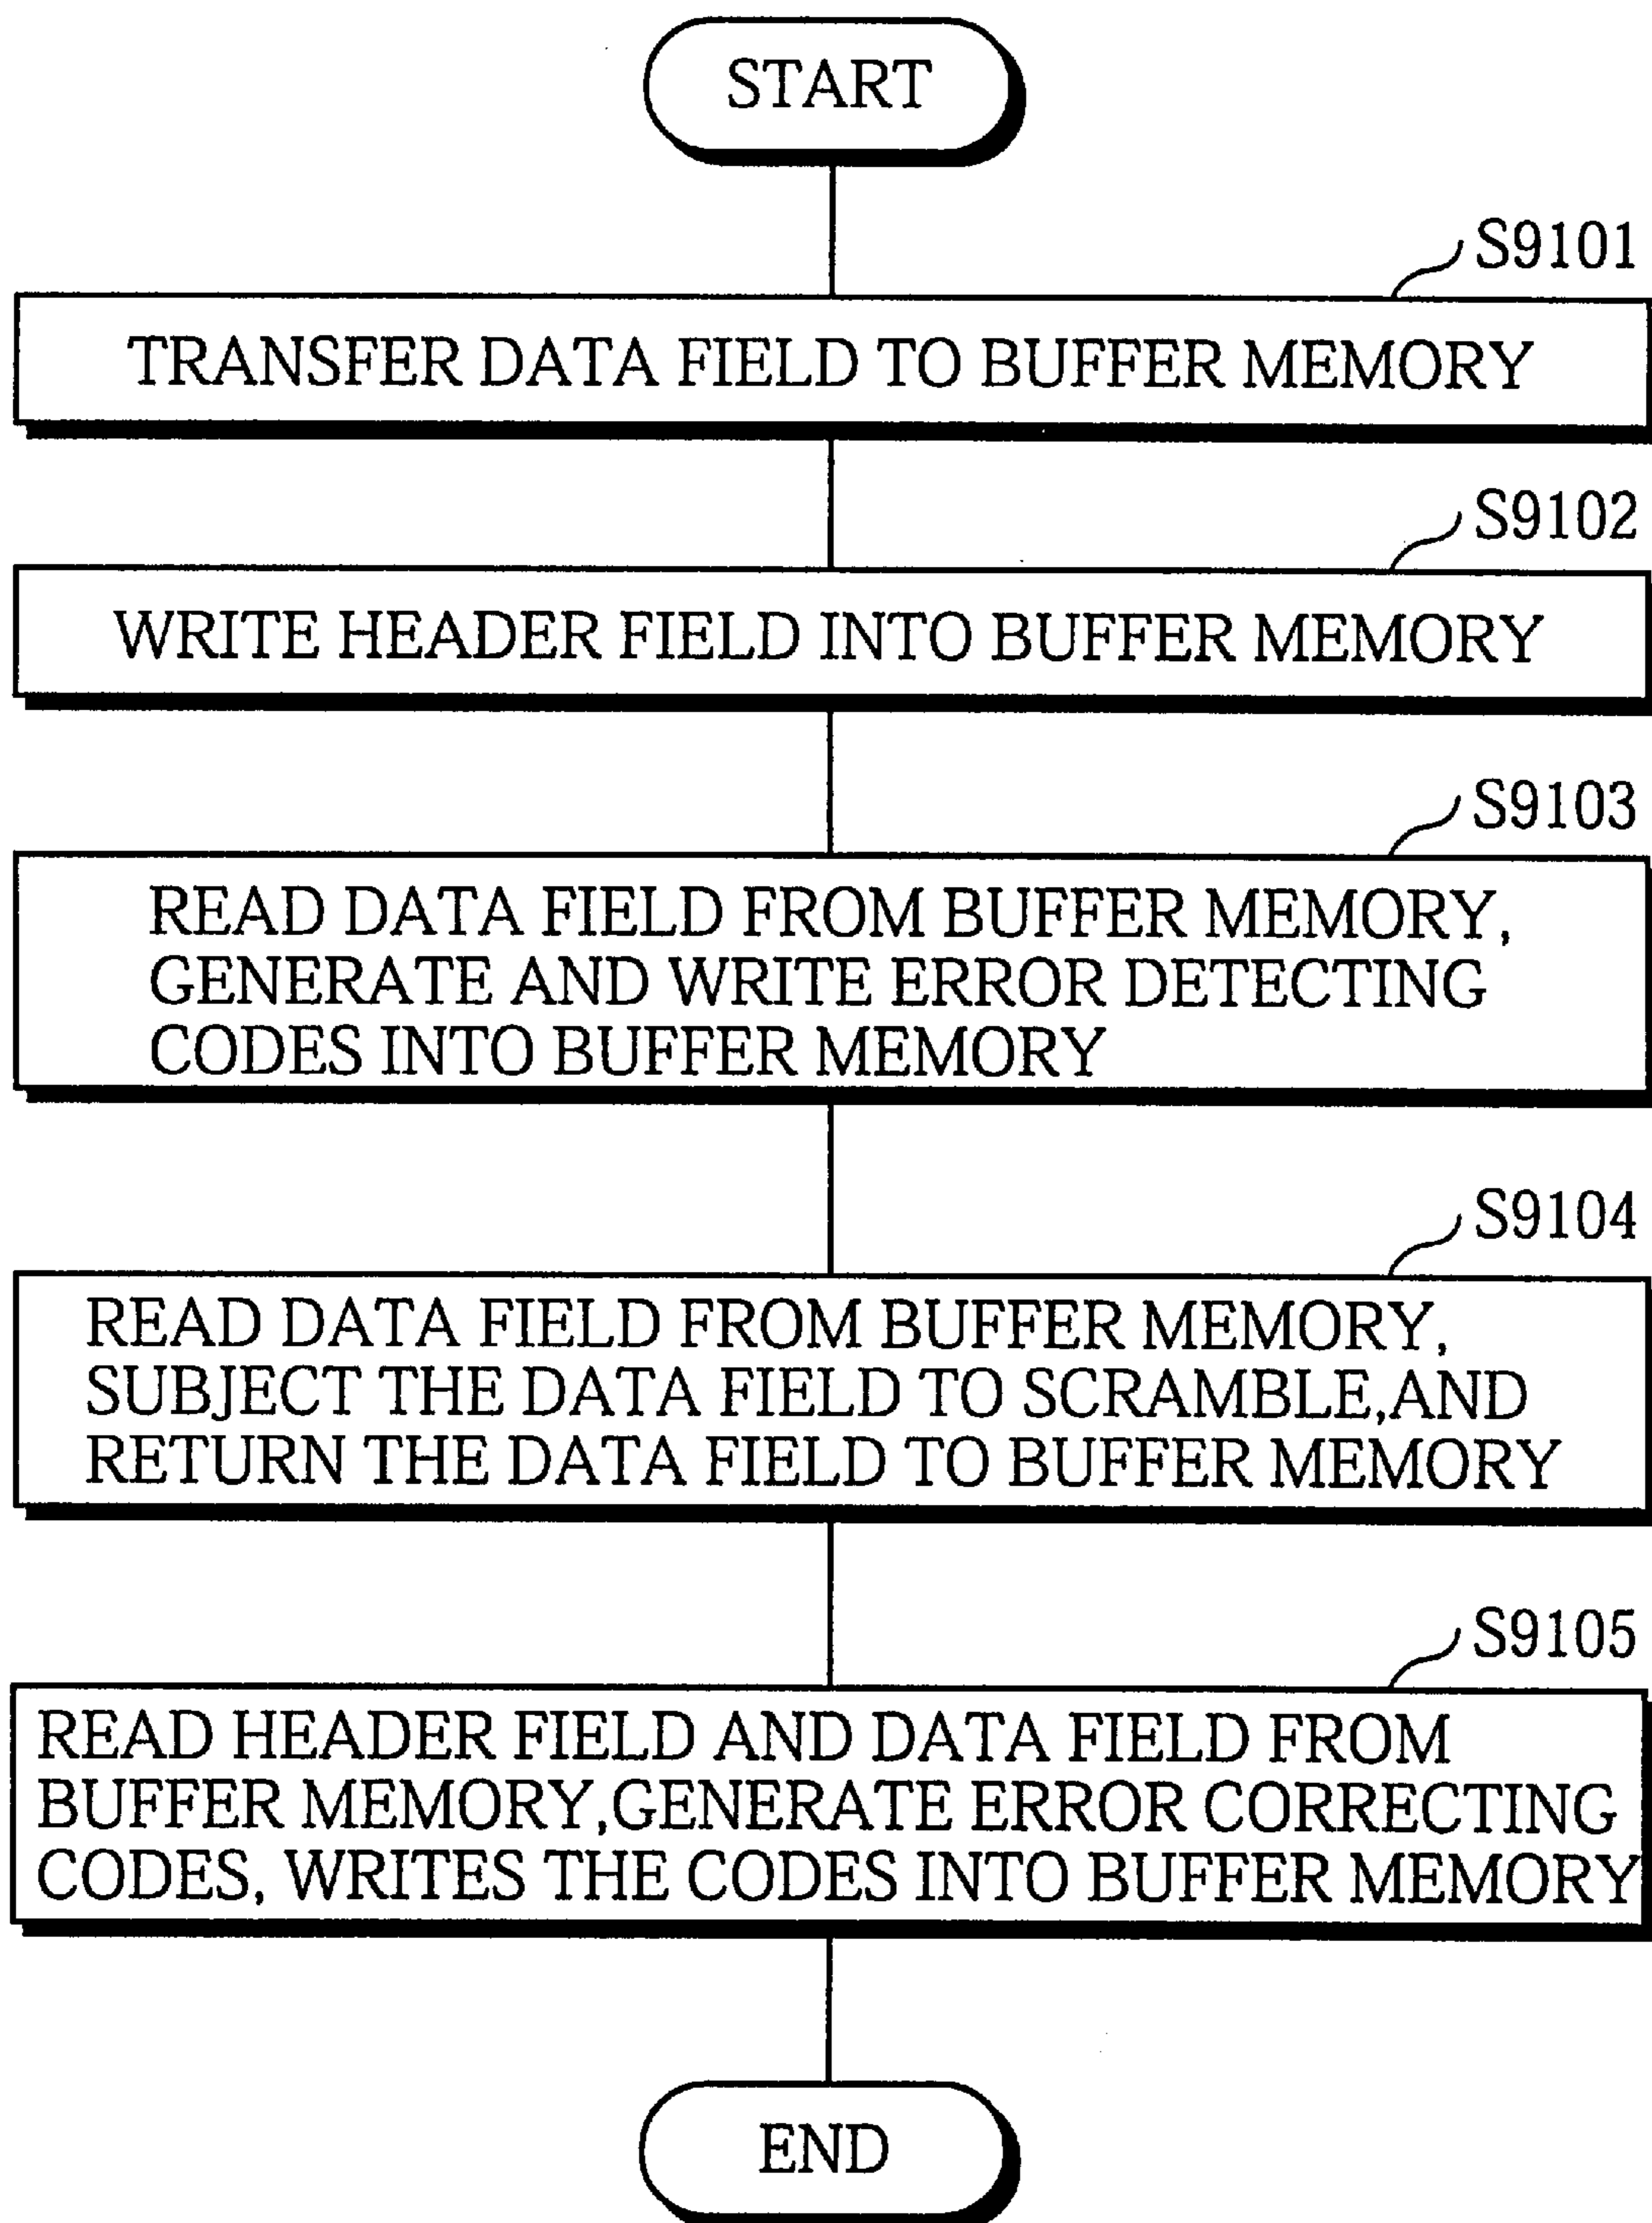 START
S9101
TRANSFER DATA FIELD TO BUFFER MEMORY
S9102
WRITE HEADER FIELD INTO BUFFER MEMORY
S9103
READ DATA FIELD FROM BUFFER MEMORY,
GENERATE AND WRITE ERROR DETECTING
CODES INTO BUFFER MEMORY
S9104
READ DATA FIELD FROM BUFFER MEMORY,
SUBJECT THE DATA FIELD TO SCRAMBLE,AND
RETURN THE DATA FIELD TO BUFFER MEMORY
S9105
READ HEADER FIELD AND DATA FIELD FROM
BUFFER MEMORY,GENERATE ERROR CORRECTING
CODES, WRITES THE CODES INTO BUFFER MEMORY
END